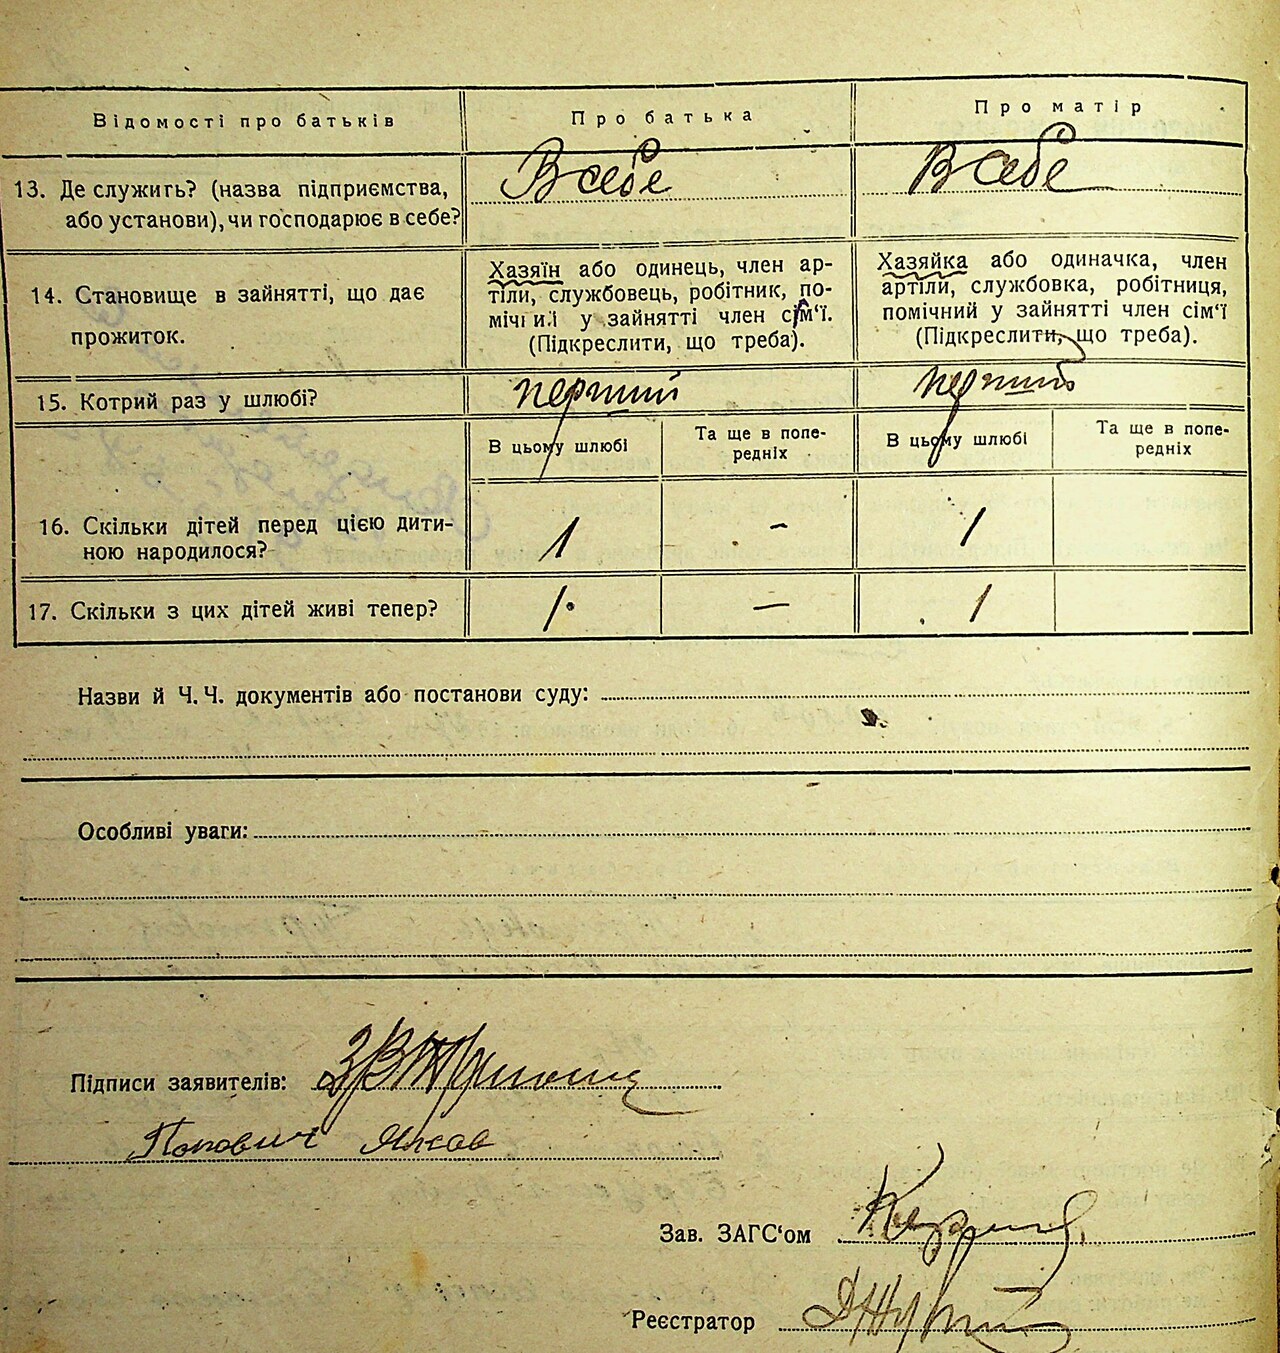 Відомості про батьків
Про батька
Про матір
13. Де служить? (назва підприємства,
або установи), чи господарює в себе?
В себе
В себе
14. Становище в зайнятті, що дає
прожиток.
Хазяїн або одинець, член ар-
тіли, службовець, робітник, по-
мічний у зайнятті член сім'ї.
(Підкреслити, що треба).
Хазяйка або одиначка, член
артіли, службовка, робітниця,
помічний у зайнятті член сім'ї
(Підкреслити, що треба).
15. Котрий раз у шлюбі?
перший
перший
В цьому шлюбі
Та ще в попе-
редніх
В цьому шлюбі
Та ще в попе-
редніх
16. Скільки дітей перед цією дити-
ною народилося?
1
-
1
17. Скільки з цих дітей живі тепер?
1
—
1
Назви й Ч. Ч. документів або постанови суду:
Особливі уваги:
Підписи заявителів:
Попович Яков
Зав. ЗАГС'ом
Реєстратор